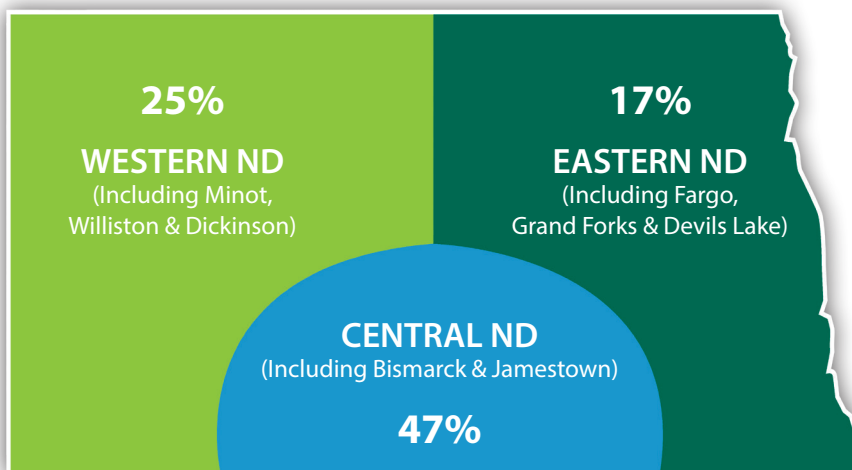 25%
WESTERN ND
(Including Minot,
Williston & Dickinson)
17%
EASTERN ND
(Including Fargo,
Grand Forks & Devils Lake)
CENTRAL ND
(Including Bismarck & Jamestown)
47%